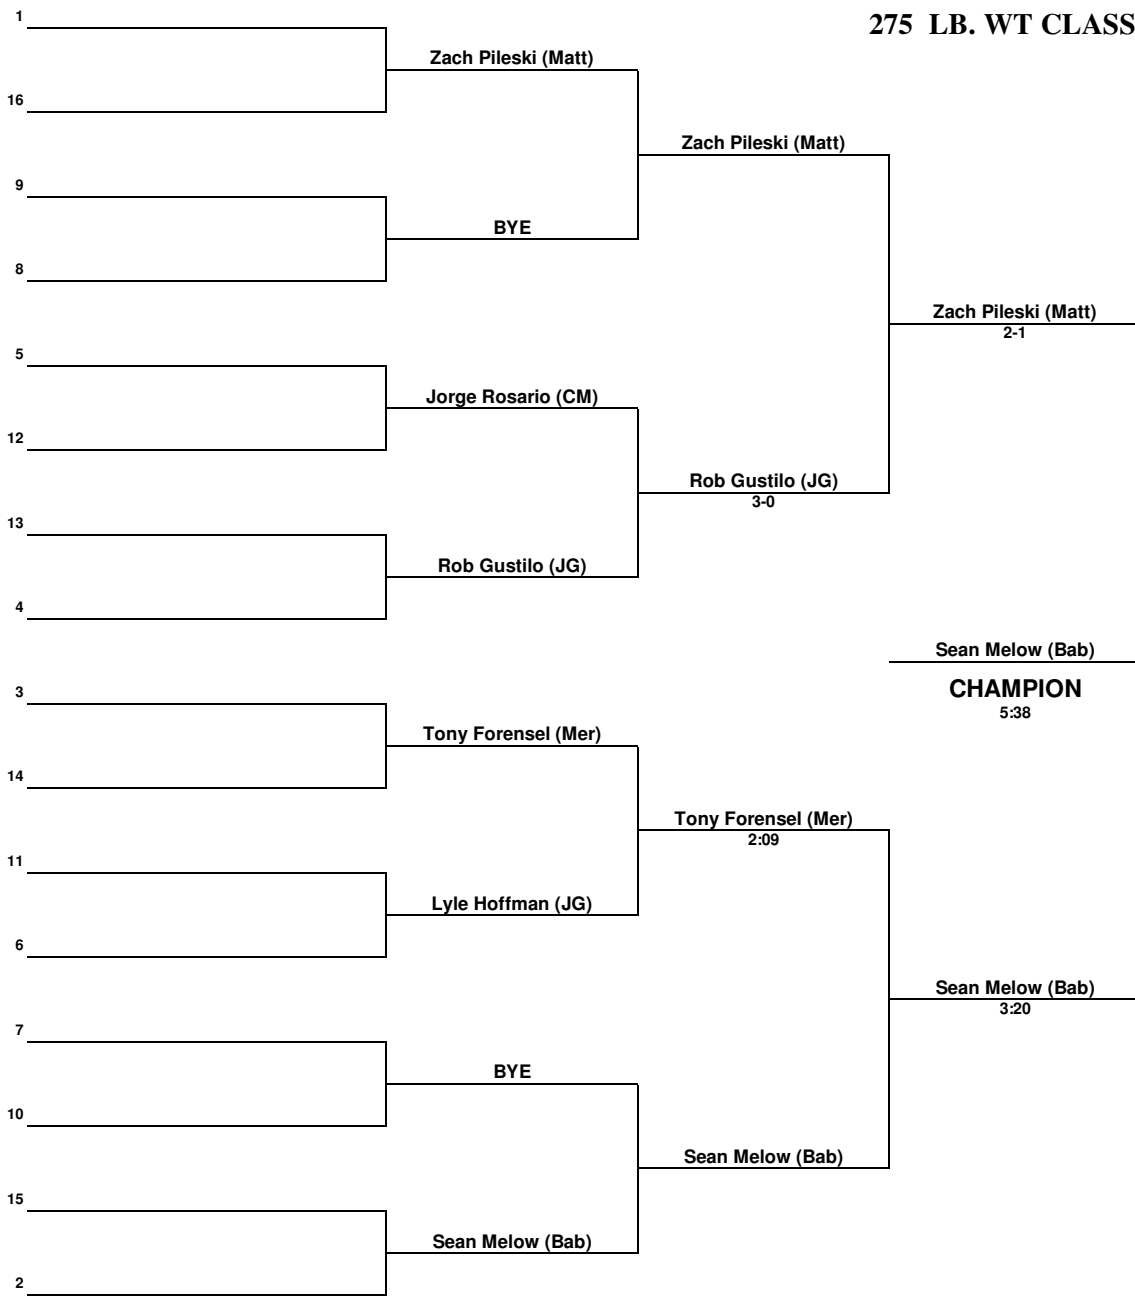 1
275 LB. WT CLASS
Zach Pileski (Matt)
16
Zach Pileski (Matt)
9
BYE
8
Zach Pileski (Matt)
2-1
5
Jorge Rosario (CM)
12
Rob Gustilo (JG)
3-0
13
Rob Gustilo (JG)
4
Sean Melow (Bab)
CHAMPION
5:38
3
Tony Forensel (Mer)
14
Tony Forensel (Mer)
2:09
11
Lyle Hoffman (JG)
6
Sean Melow (Bab)
3:20
7
BYE
10
Sean Melow (Bab)
15
Sean Melow (Bab)
2